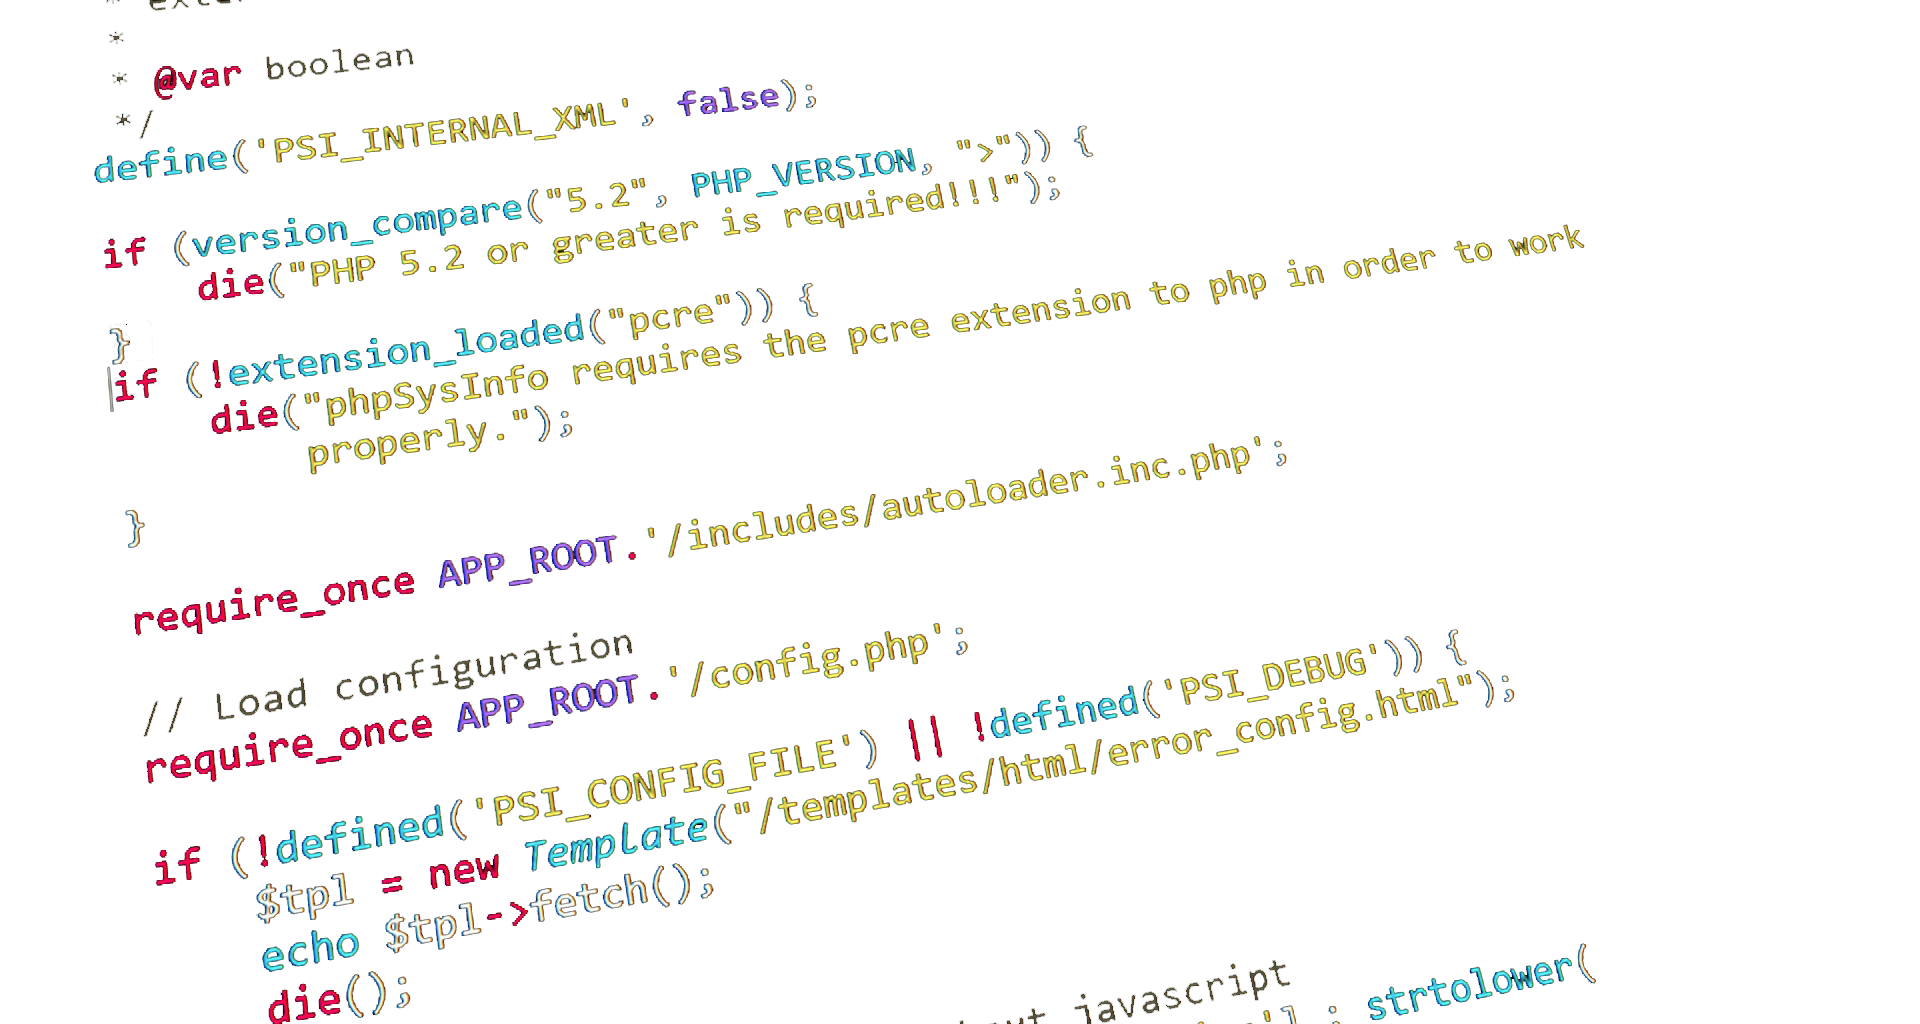 *
* @var boolean
*/
define('PSI_INTERNAL_XML', false);
if (version_compare("5.2", PHP_VERSION, ">")) {
die("PHP 5.2 or greater is required!!!");
}
if (!extension_loaded("pcre")) {
die("phpSysInfo requires the pcre extension to php in order to work
properly.");
}
require_once APP_ROOT.'/includes/autoloader.inc.php';
// Load configuration
require_once APP_ROOT.'/config.php';
if (!defined('PSI_CONFIG_FILE') || !defined('PSI_DEBUG')) {
$tpl = new Template("/templates/html/error_config.html");
echo $tpl->fetch();
die();
javascript
: strtolower(